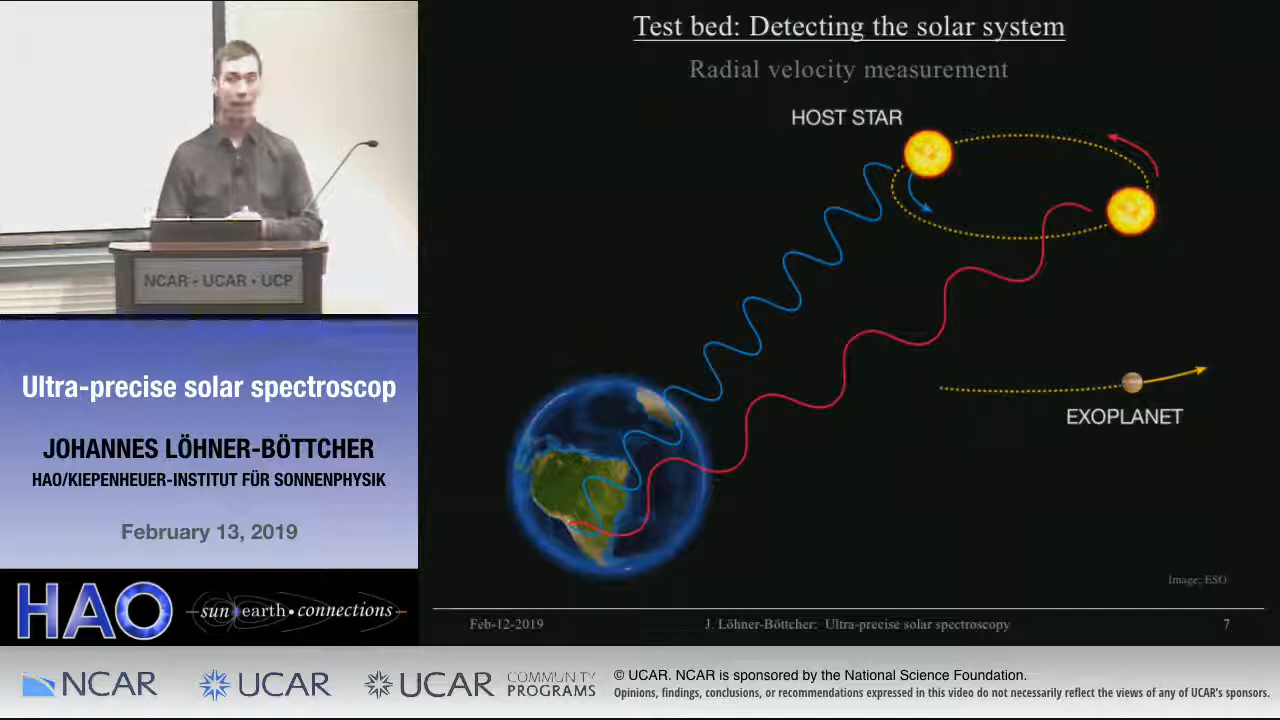 Test bed: Detecting the solar system
Radial velocity measurement
HOST STAR
EXOPLANET
Image: ESO
Feb-12-2019
J. Löhner-Böttcher: Ultra-precise solar spectroscopy
7
NCAR • UCAR • UCP
Ultra-precise solar spectroscop
JOHANNES LÖHNER-BÖTTCHER
HAO/KIEPENHEUER-INSTITUT FÜR SONNENPHYSIK
February 13, 2019
HAO
sun•earth•connections
NCAR
UCAR
UCAR
COMMUNITY
PROGRAMS
© UCAR. NCAR is sponsored by the National Science Foundation.
Opinions, findings, conclusions, or recommendations expressed in this video do not necessarily reflect the views of any of UCAR's sponsors.